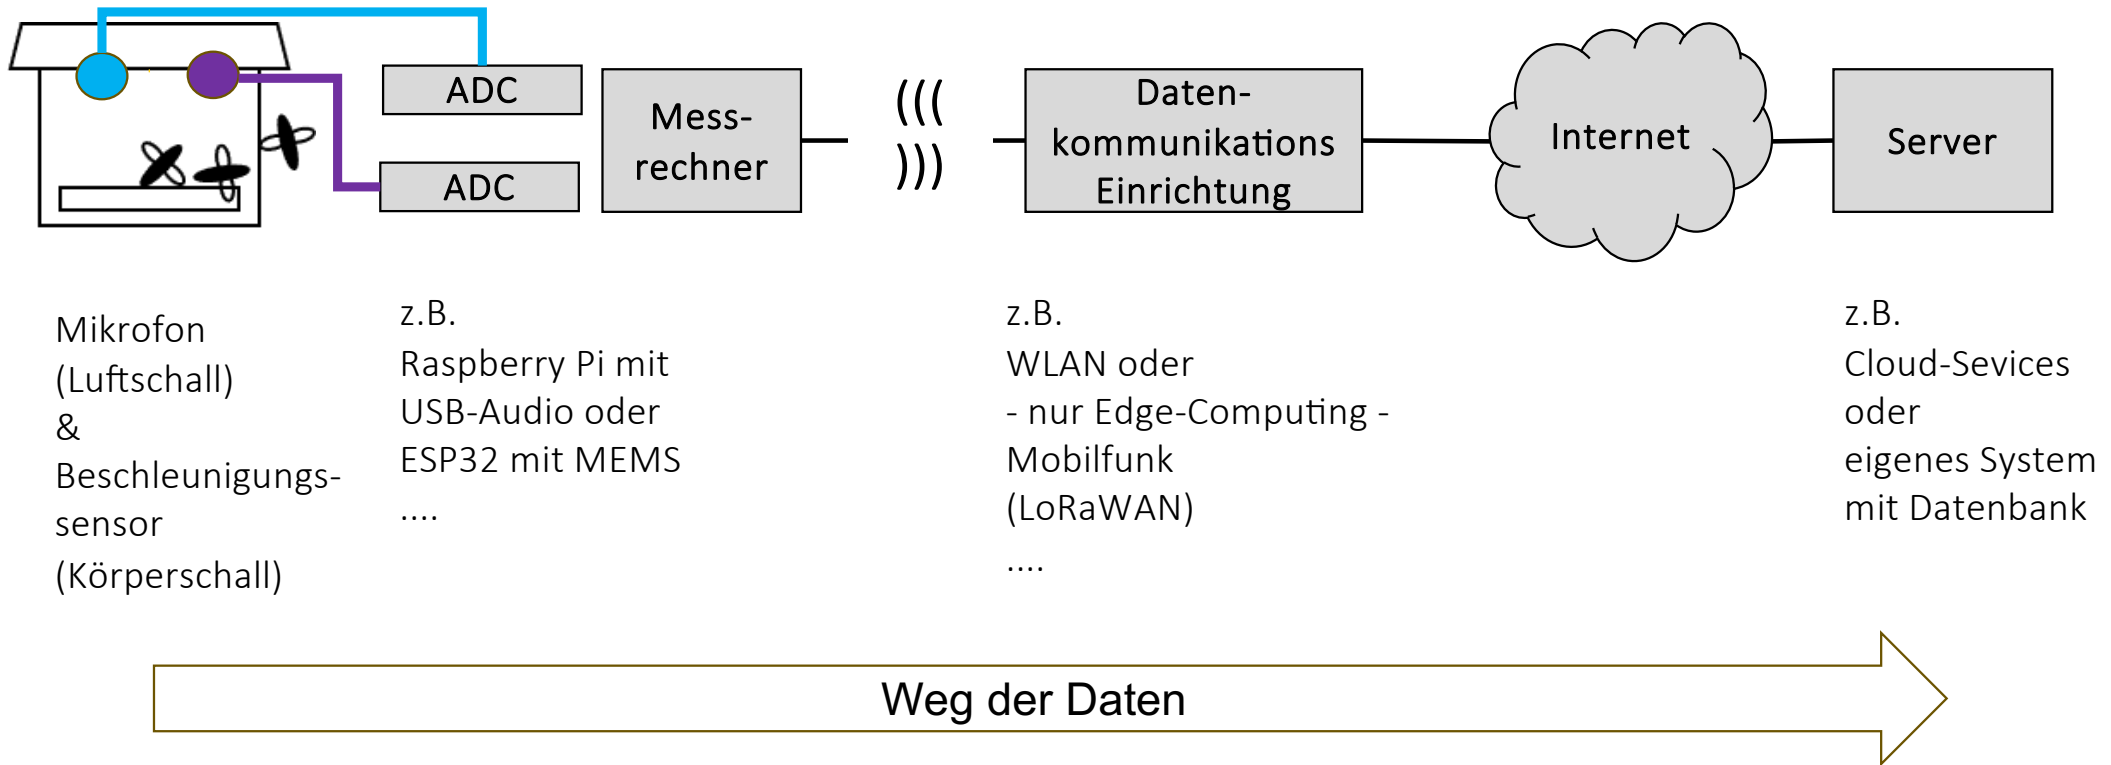 ADC
ADC
Mess-
rechner
(((
)))
Daten-
kommunikations
Einrichtung
Internet
Server
Mikrofon
(Luftschall)
&
Beschleunigungs-
sensor
(Körperschall)
z.B.
Raspberry Pi mit
USB-Audio oder
ESP32 mit MEMS
....
z.B.
WLAN oder
- nur Edge-Computing -
Mobilfunk
(LoRaWAN)
....
z.B.
Cloud-Sevices
oder
eigenes System
mit Datenbank
Weg der Daten